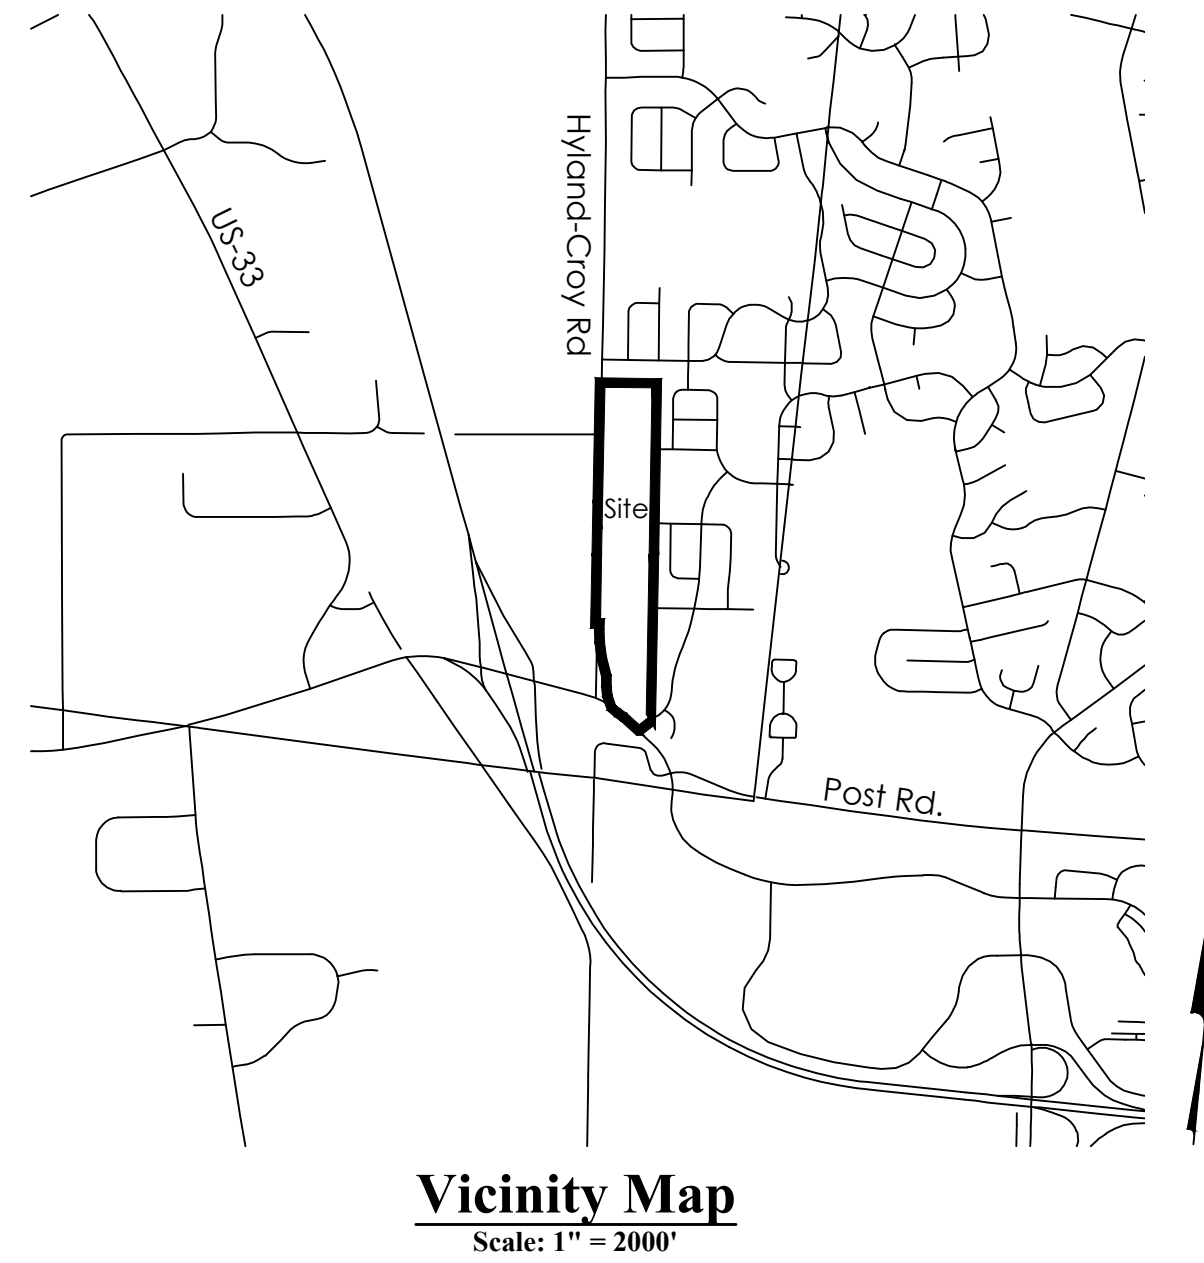 Hyland-Croy Rd
US-33
Site
Post Rd.
Vicinity Map
Scale: 1" = 2000'